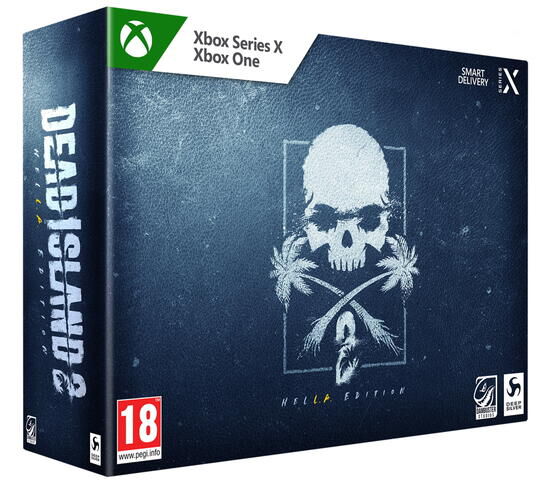 Xbox Series X
Xbox One
SMART
DELIVERY
SERIES
X
DEAD ISLAND 2
HELL.A. EDITION
2
HELL.A. EDITION
18
www.pegi.info
DAMBUSTER
STUDIOS
DEEP
SILVER